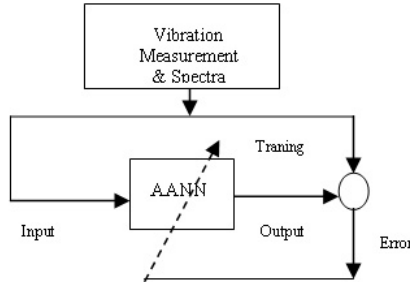 Vibration
Measurement
& Spectra
Traning
AANN
Input
Output
Error